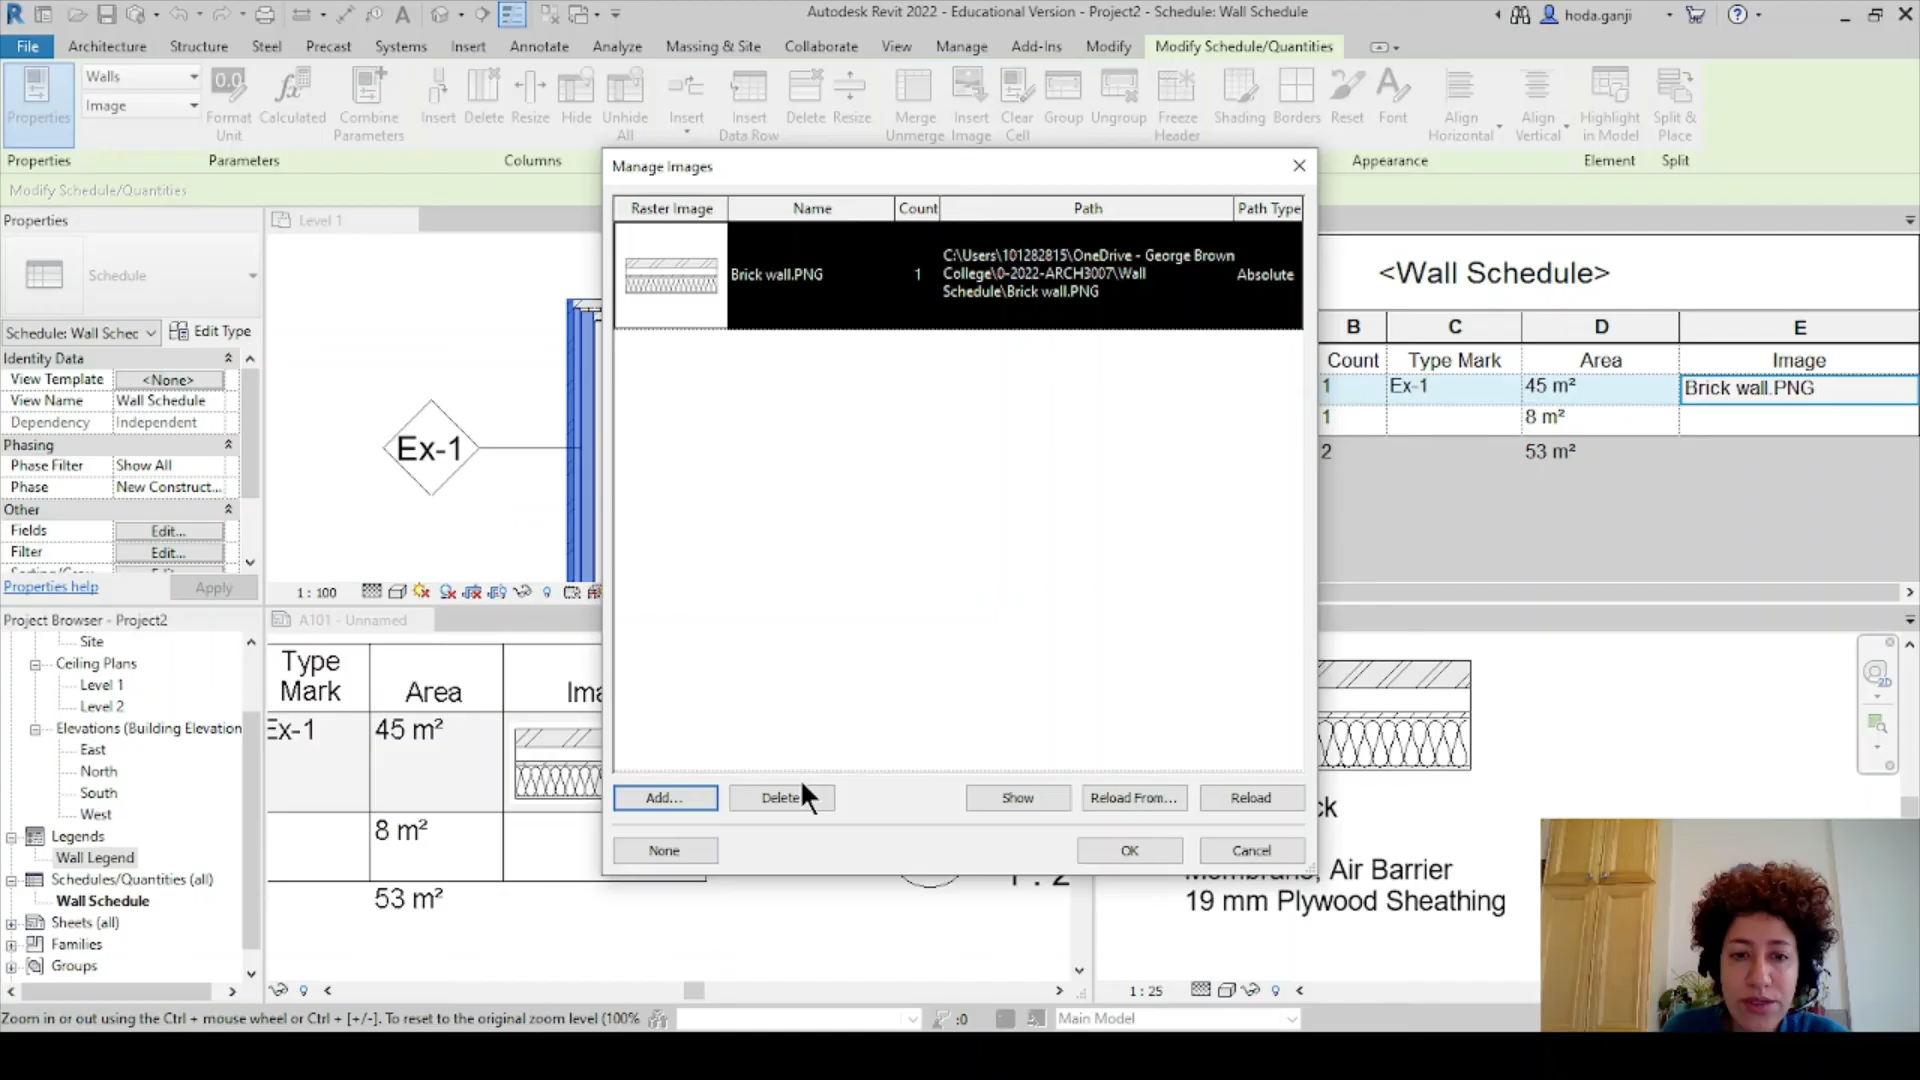 Autodesk Revit 2022 - Educational Version - Project2 - Schedule: Wall Schedule
hoda.ganji
File
Architecture
Structure
Steel
Precast
Systems
Insert
Annotate
Analyze
Massing & Site
Collaborate
View
Manage
Add-Ins
Modify
Modify Schedule/Quantities
Properties
Walls
Image
Format
Unit
Calculated
Combine
Parameters
Insert
Delete
Resize
Hide
Unhide
All
Insert
Insert
Data Row
Delete
Resize
Merge
Unmerge
Insert
Image
Clear
Cell
Group
Ungroup
Freeze
Header
Shading
Borders
Reset
Font
Align
Horizontal
Align
Vertical
Highlight
in Model
Split &
Place
Properties
Parameters
Columns
Appearance
Element
Split
Modify Schedule/Quantities
Properties
Schedule
Schedule: Wall Schec
Edit Type
Identity Data
View Template
<None>
View Name
Wall Schedule
Dependency
Independent
Phasing
Phase Filter
Show All
Phase
New Construct...
Other
Fields
Edit...
Filter
Edit...
Properties help
Apply
Level 1
Ex-1
1 : 100
Manage Images
Raster Image
Name
Count
Path
Path Type
Brick wall.PNG
1
C:\Users\101282815\OneDrive - George Brown
College\0-2022-ARCH3007\Wall
Schedule\Brick wall.PNG
Absolute
Add...
Delete
Show
Reload From...
Reload
None
OK
Cancel
<Wall Schedule>
B
C
D
E
Count
Type Mark
Area
Image
1
Ex-1
45 m²
Brick wall.PNG
1
8 m²
2
53 m²
Project Browser - Project2
Site
Ceiling Plans
Level 1
Level 2
Elevations (Building Elevation
East
North
South
West
Legends
Wall Legend
Schedules/Quantities (all)
Wall Schedule
Sheets (all)
Families
Groups
A101 - Unnamed
Type
Mark
Area
Ima
Ex-1
45 m²
8 m²
53 m²
ck
Membrane, Air Barrier
19 mm Plywood Sheathing
1 : 25
Zoom in or out using the Ctrl + mouse wheel or Ctrl + [+/-]. To reset to the original zoom level (100%
:0
Main Model
2D